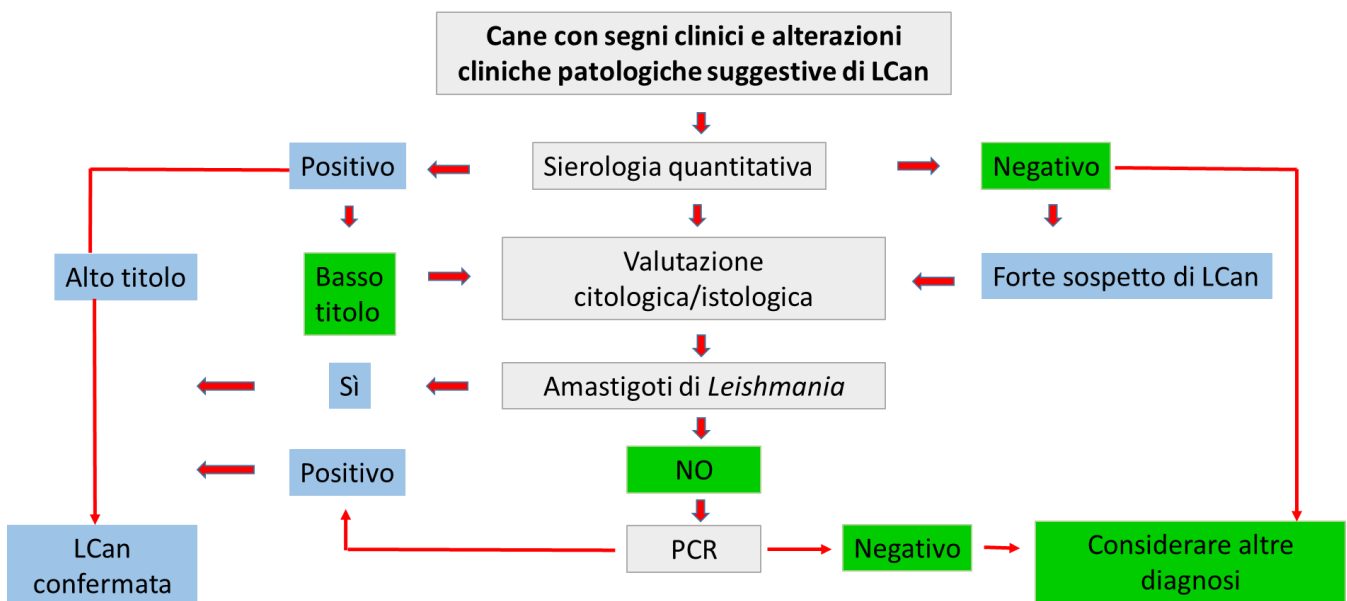 Cane con segni clinici e alterazioni
cliniche patologiche suggestive di LCan
Positivo
Sierologia quantitativa
Negativo
Alto titolo
Basso
titolo
Valutazione
citologica/istologica
Forte sospetto di LCan
Sì
Amastigoti di Leishmania
Positivo
NO
LCan
confermata
PCR
Negativo
Considerare altre
diagnosi